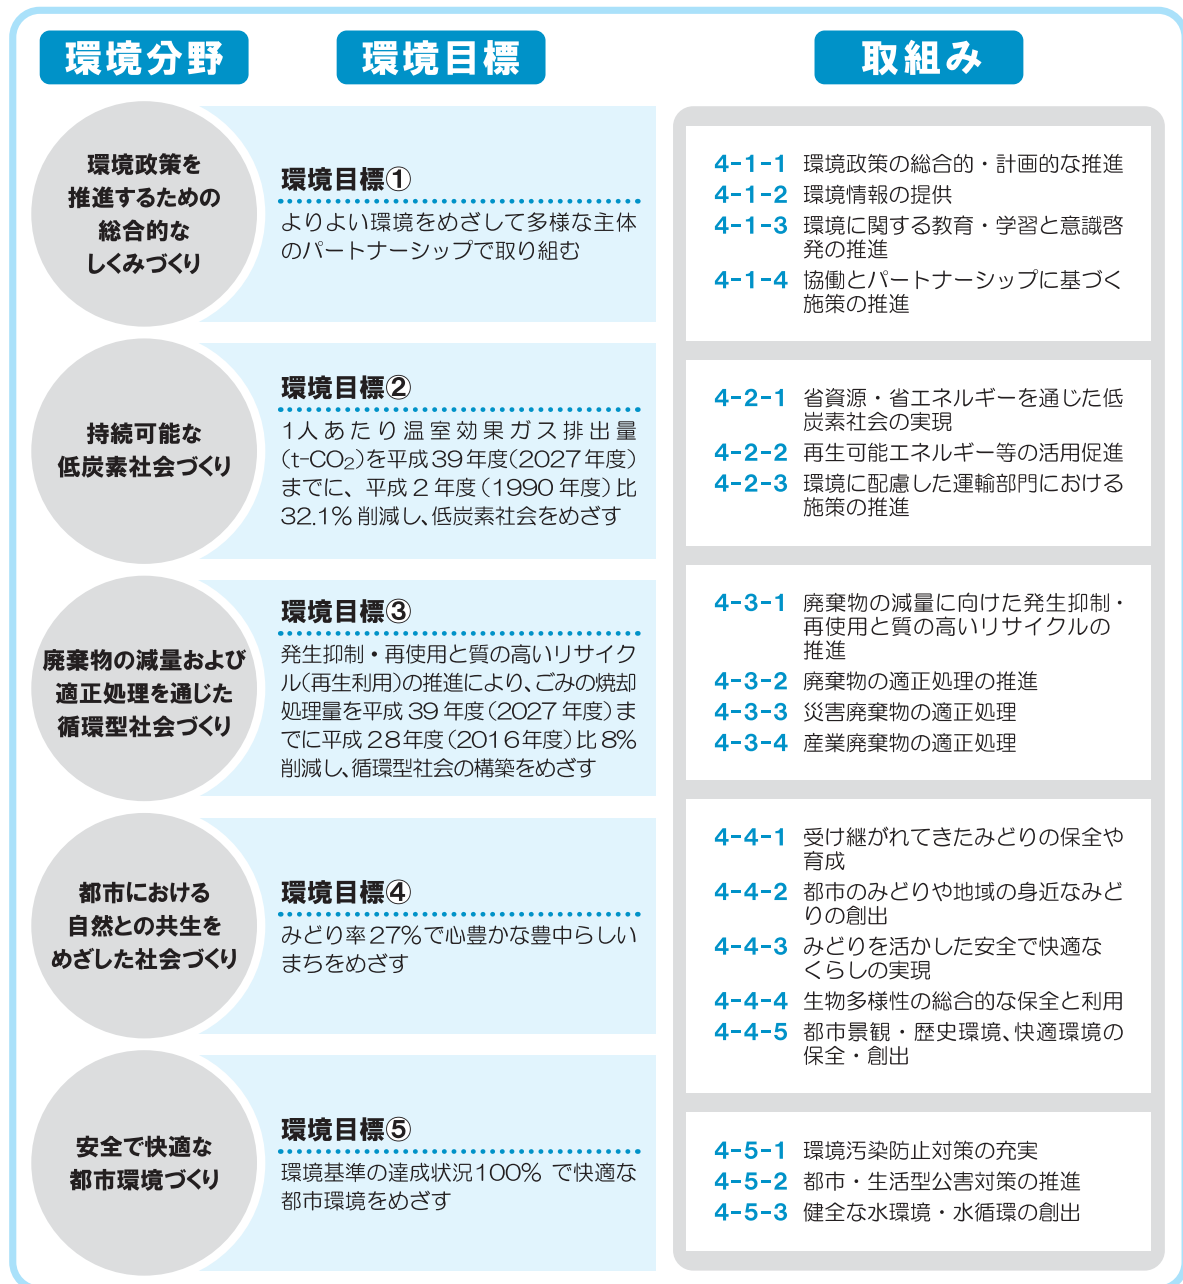 環境分野
環境目標
取組み
環境政策を
推進するための
総合的な
しくみづくり
環境目標①
よりよい環境をめざして多様な主体
のパートナーシップで取り組む
4-1-1 環境政策の総合的・計画的な推進
4-1-2 環境情報の提供
4-1-3 環境に関する教育・学習と意識啓
発の推進
4-1-4 協働とパートナーシップに基づく
施策の推進
持続可能な
低炭素社会づくり
環境目標②
1人あたり温室効果ガス排出量
(t-CO₂)を平成39年度(2027年度)
までに、平成2年度(1990年度)比
32.1%削減し、低炭素社会をめざす
4-2-1 省資源・省エネルギーを通じた低
炭素社会の実現
4-2-2 再生可能エネルギー等の活用促進
4-2-3 環境に配慮した運輸部門における
施策の推進
廃棄物の減量および
適正処理を通じた
循環型社会づくり
環境目標③
発生抑制・再使用と質の高いリサイク
ル(再生利用)の推進により、ごみの焼却
処理量を平成39年度(2027年度)ま
でに平成28年度(2016年度)比8%
削減し、循環型社会の構築をめざす
4-3-1 廃棄物の減量に向けた発生抑制・
再使用と質の高いリサイクルの
推進
4-3-2 廃棄物の適正処理の推進
4-3-3 災害廃棄物の適正処理
4-3-4 産業廃棄物の適正処理
都市における
自然との共生を
めざした社会づくり
環境目標④
みどり率27%で心豊かな豊中らしい
まちをめざす
4-4-1 受け継がれてきたみどりの保全や
育成
4-4-2 都市のみどりや地域の身近なみど
りの創出
4-4-3 みどりを活かした安全で快適な
くらしの実現
4-4-4 生物多様性の総合的な保全と利用
4-4-5 都市景観・歴史環境、快適環境の
保全・創出
安全で快適な
都市環境づくり
環境目標⑤
環境基準の達成状況100% で快適な
都市環境をめざす
4-5-1 環境汚染防止対策の充実
4-5-2 都市・生活型公害対策の推進
4-5-3 健全な水環境・水循環の創出